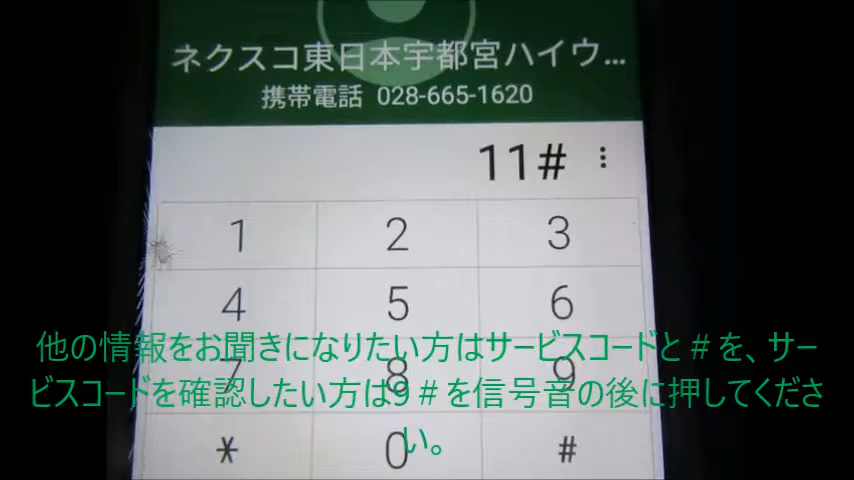 ネクスコ東日本宇都宮ハイウ...
携帯電話 028-665-1620
11#
1 2 3
4 5 6
7 8 9
* 0 #
他の情報をお聞きになりたい方はサービスコードと＃を、サー
ビスコードを確認したい方は9＃を信号音の後に押してくださ
い。